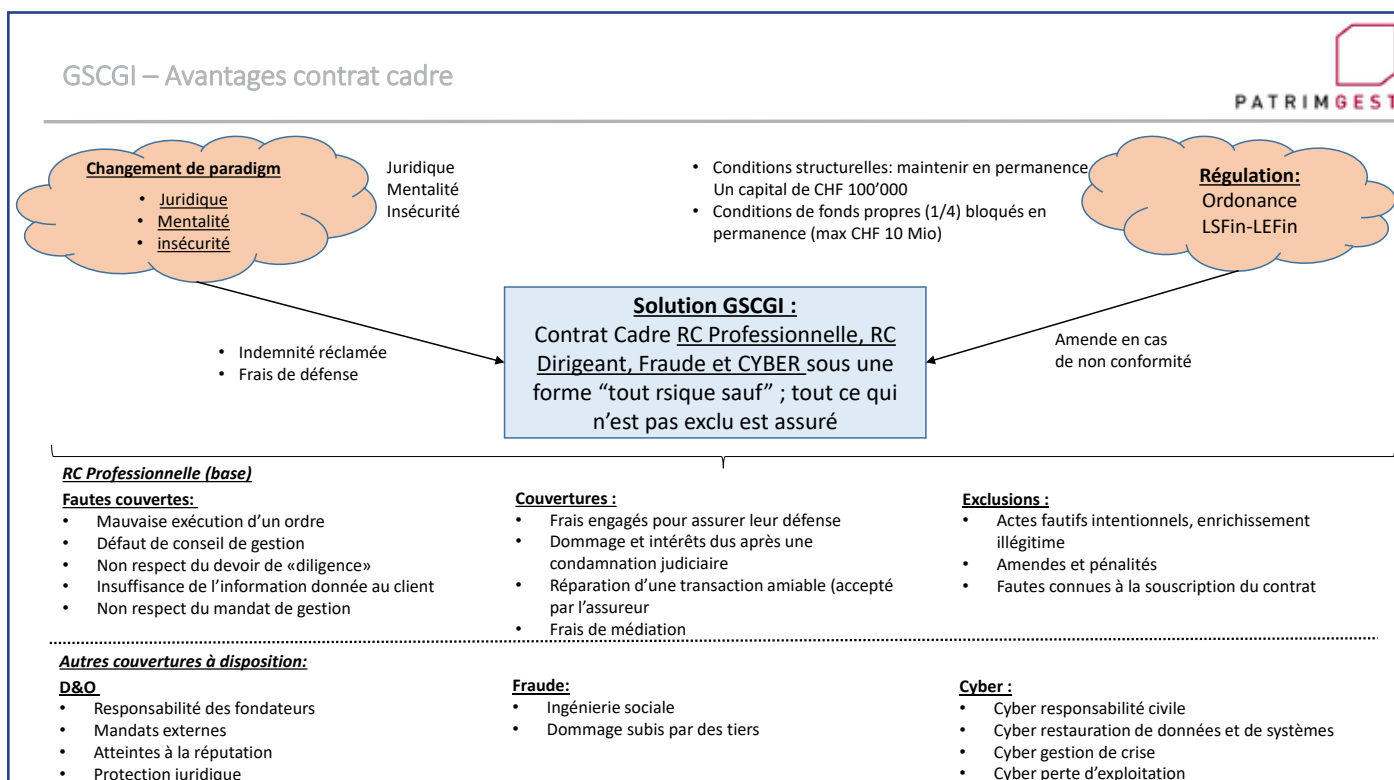 GSCGI – Avantages contrat cadre
PATRIMGEST
Changement de paradigm
• Juridique
• Mentalité
• insécurité
Juridique
Mentalité
Insécurité
• Conditions structurelles: maintenir en permanence
Un capital de CHF 100’000
• Conditions de fonds propres (1/4) bloqués en
permanence (max CHF 10 Mio)
Régulation:
Ordonance
LSFin-LEFin
• Indemnité réclamée
• Frais de défense
Solution GSCGI :
Contrat Cadre RC Professionnelle, RC
Dirigeant, Fraude et CYBER sous une
forme “tout rsique sauf” ; tout ce qui
n’est pas exclu est assuré
Amende en cas
de non conformité
RC Professionnelle (base)
Fautes couvertes:
• Mauvaise exécution d’un ordre
• Défaut de conseil de gestion
• Non respect du devoir de «diligence»
• Insuffisance de l’information donnée au client
• Non respect du mandat de gestion
Couvertures :
• Frais engagés pour assurer leur défense
• Dommage et intérêts dus après une
condamnation judiciaire
• Réparation d’une transaction amiable (accepté
par l’assureur
• Frais de médiation
Exclusions :
• Actes fautifs intentionnels, enrichissement
illégitime
• Amendes et pénalités
• Fautes connues à la souscription du contrat
Autres couvertures à disposition:
D&O
• Responsabilité des fondateurs
• Mandats externes
• Atteintes à la réputation
• Protection juridique
Fraude:
• Ingénierie sociale
• Dommage subis par des tiers
Cyber :
• Cyber responsabilité civile
• Cyber restauration de données et de systèmes
• Cyber gestion de crise
• Cyber perte d’exploitation